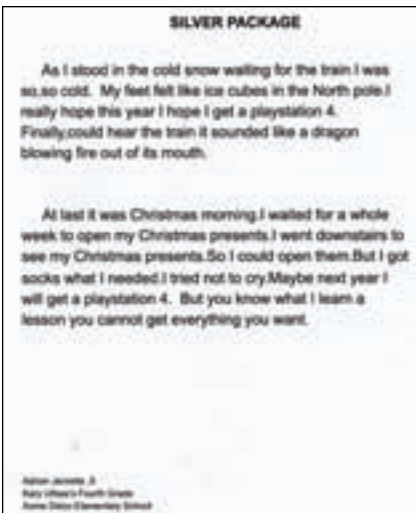 SILVER PACKAGE
As I stood in the cold snow waiting for the train I was
so,so cold. My feet felt like ice cubes in the North pole.I
really hope this year I hope I get a playstation 4.
Finally,could hear the train it sounded like a dragon
blowing fire out of its mouth.
At last it was Christmas morning.I waited for a whole
week to open my Christmas presents.I went downstairs to
see my Christmas presents.So I could open them.But I got
socks what I needed.I tried not to cry.Maybe next year I
will get a playstation 4. But you know what I learn a
lesson you cannot get everything you want.
Fourth Grade
Elementary School